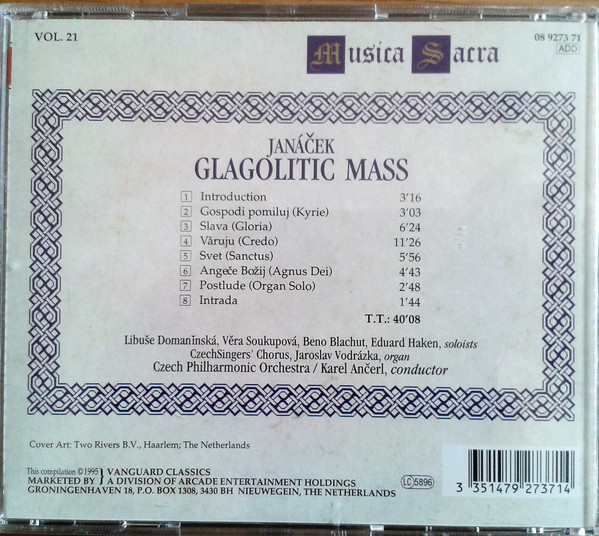 VOL. 21
Musica Sacra
08 9273 71
ADD
JANÁČEK
GLAGOLITIC MASS
1 Introduction 3'16
2 Gospodi pomiluj (Kyrie) 3'03
3 Slava (Gloria) 6'24
4 Văruju (Credo) 11'26
5 Svet (Sanctus) 5'56
6 Angeče Božij (Agnus Dei) 4'43
7 Postlude (Organ Solo) 2'48
8 Intrada 1'44
T.T.: 40'08
Libuše Domanĭnská, Vĕra Soukupová, Beno Blachut, Eduard Haken, soloists
CzechSingers' Chorus, Jaroslav Vodrázka, organ
Czech Philharmonic Orchestra / Karel Ančerl, conductor
Cover Art: Two Rivers B.V., Haarlem; The Netherlands
This compilation ©1995 } VANGUARD CLASSICS
MARKETED BY } A DIVISION OF ARCADE ENTERTAINMENT HOLDINGS
GRONINGENHAVEN 18, P.O. BOX 1308, 3430 BH NIEUWEGEIN, THE NETHERLANDS
LC 5896
3 351479 273714